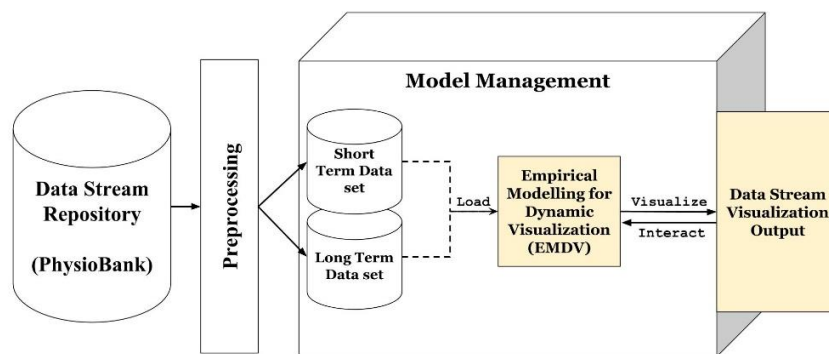 Model Management
Data Stream
Repository
(PhysioBank)
Preprocessing
Short
Term Data
set
Long Term
Data set
Load
Empirical
Modelling for
Dynamic
Visualization
(EMDV)
Visualize
Interact
Data Stream
Visualization
Output